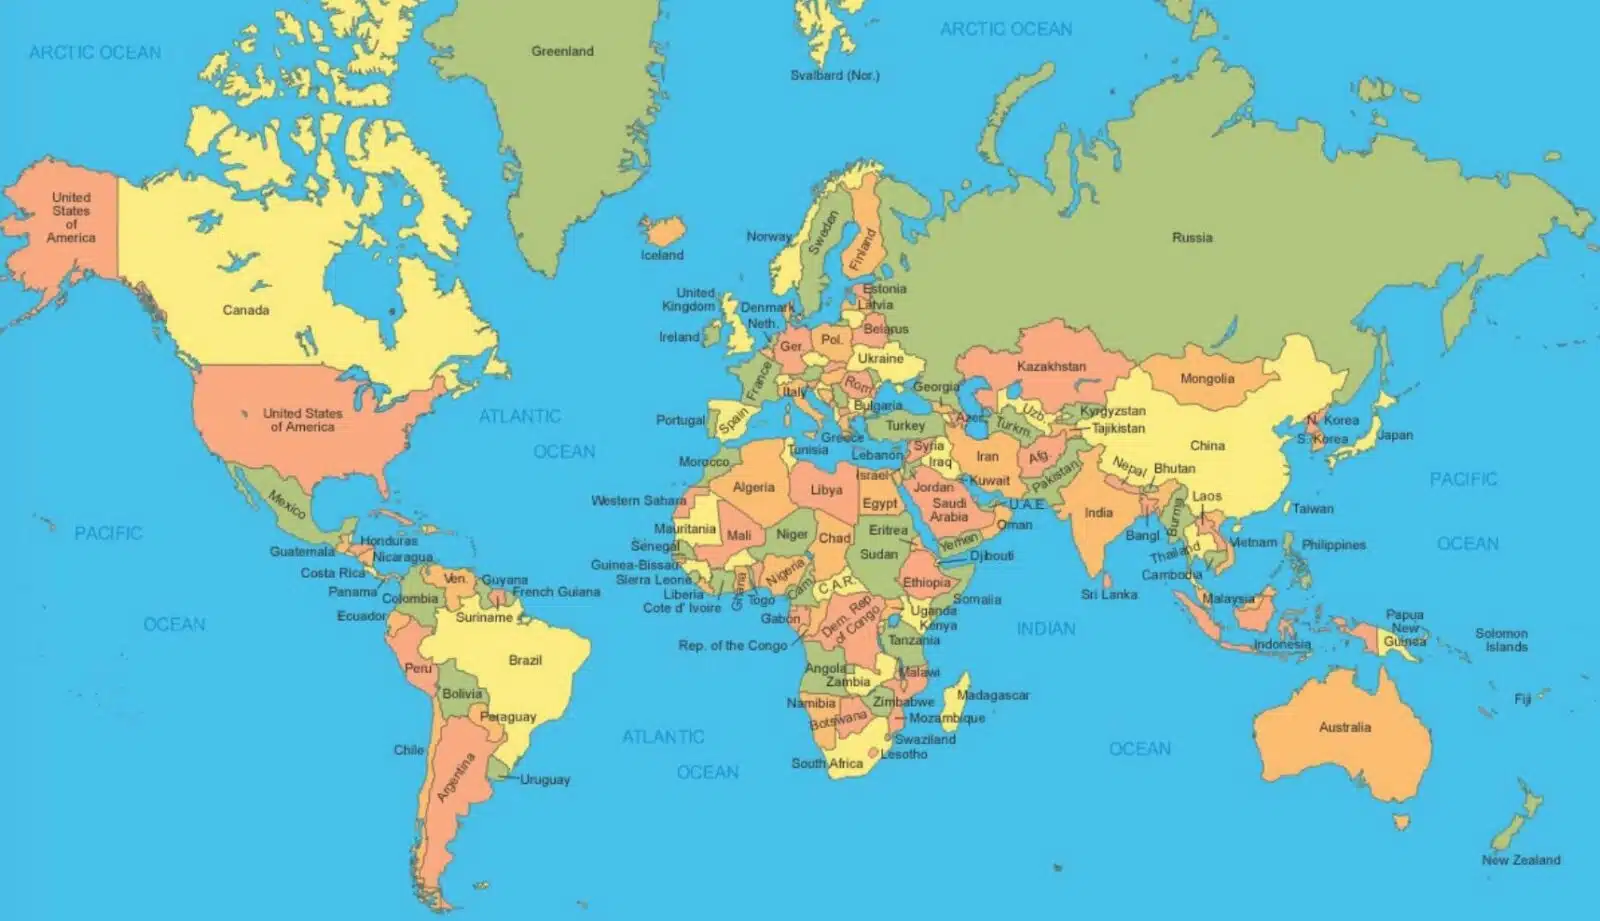 ARCTIC OCEAN
Greenland
ARCTIC OCEAN
Svalbard (Nor.)
United
States
of
America
Canada
Iceland
Norway
Sweden
Finland
Russia
United
Kingdom
Ireland
Denmark
Neth.
Estonia
Latvia
Belarus
Ger.
Pol.
Ukraine
France
Italy
Rom.
Bulgaria
Kazakhstan
Mongolia
Georgia
Azer.
Uzb.
Turkm.
Kyrgyzstan
Tajikistan
United States
of America
ATLANTIC
OCEAN
Portugal
Spain
Greece
Turkey
Tunisia
Lebanon
Syria
Iraq
Iran
Afg.
Pakistan
Nepal
Bhutan
China
N. Korea
S. Korea
Japan
PACIFIC
OCEAN
Mexico
Morocco
Western Sahara
Algeria
Libya
Egypt
Israel
Jordan
Kuwait
Saudi
Arabia
U.A.E.
Oman
Yemen
India
Bangl.
Burma
Laos
Taiwan
Thailand
Vietnam
Cambodia
Philippines
PACIFIC
OCEAN
Guatemala
Honduras
Nicaragua
Costa Rica
Panama
Mauritania
Mali
Niger
Chad
Sudan
Eritrea
Djibouti
Senegal
Guinea-Bissau
Sierra Leone
Liberia
Cote d' Ivoire
Ghana
Togo
Nigeria
Cam.
C.A.R.
Ethiopia
Somalia
Sri Lanka
Malaysia
Indonesia
Papua
New
Guinea
Solomon
Islands
Colombia
Ven.
Guyana
French Guiana
Suriname
Ecuador
Peru
Brazil
Bolivia
Paraguay
Chile
Argentina
Uruguay
Gabon
Rep. of the Congo
Dem. Rep.
of Congo
Uganda
Kenya
Tanzania
INDIAN
OCEAN
Angola
Zambia
Malawi
Namibia
Botswana
Zimbabwe
Mozambique
Madagascar
Swaziland
Lesotho
South Africa
ATLANTIC
OCEAN
Australia
Fiji
New Zealand